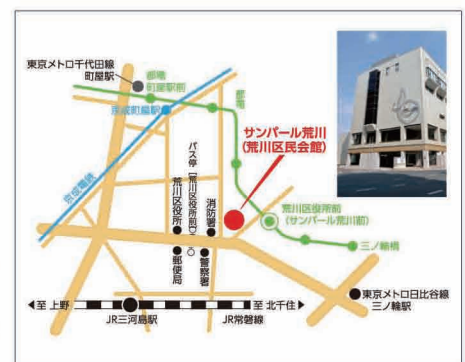 東京メトロ千代田線
町屋駅
都電
町屋駅前
京成町屋駅
都電
京成電鉄
サンパール荒川
(荒川区民会館)
バス停 [荒川区役所前]
荒川区役所
消防署
郵便局
警察署
荒川区役所前
(サンパール荒川前)
三ノ輪橋
至 上野
至 北千住
JR三河島駅
JR常磐線
東京メトロ日比谷線
三ノ輪駅